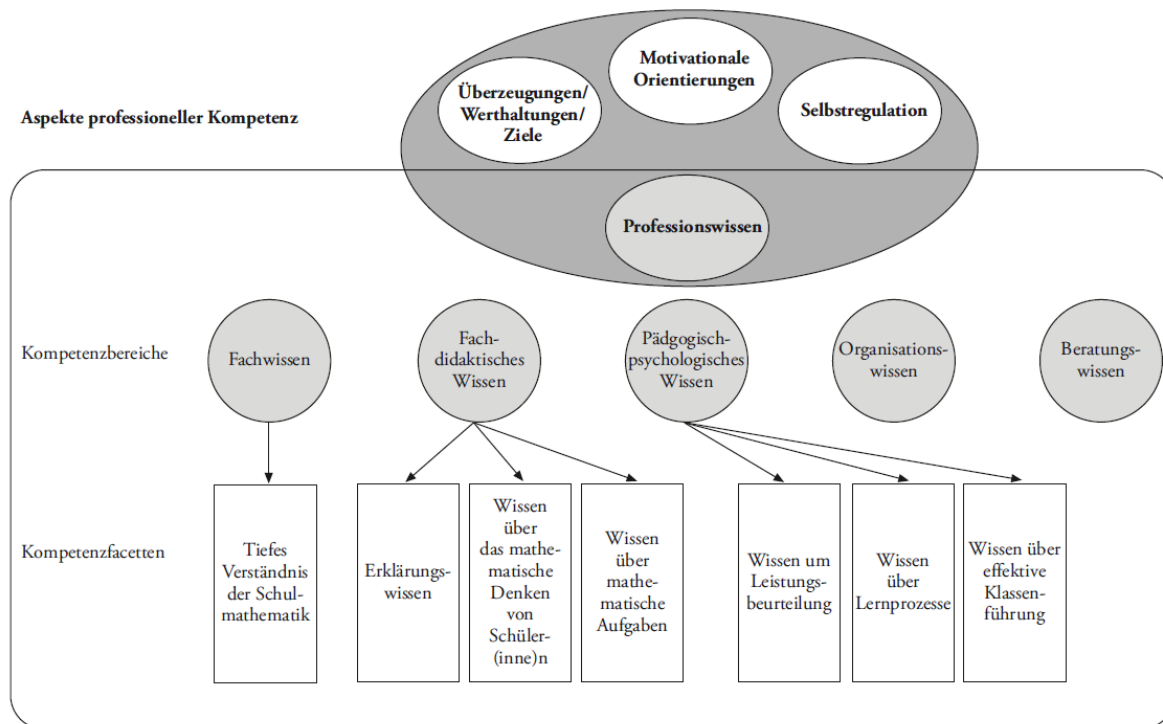 Motivationale
Orientierungen
Überzeugungen/
Werthaltungen/
Ziele
Selbstregulation
Aspekte professioneller Kompetenz
Professionswissen
Kompetenzbereiche
Fachwissen
Fach-
didaktisches
Wissen
Pädgogisch-
psychologisches
Wissen
Organisations-
wissen
Beratungs-
wissen
Kompetenzfacetten
Tiefes
Verständnis
der Schul-
mathematik
Erklärungs-
wissen
Wissen
über
das mathe-
matische
Denken
von
Schüler-
(inne)n
Wissen
über
mathe-
matische
Aufgaben
Wissen um
Leistungs-
beurteilung
Wissen
über
Lernprozesse
Wissen über
effektive
Klassen-
führung